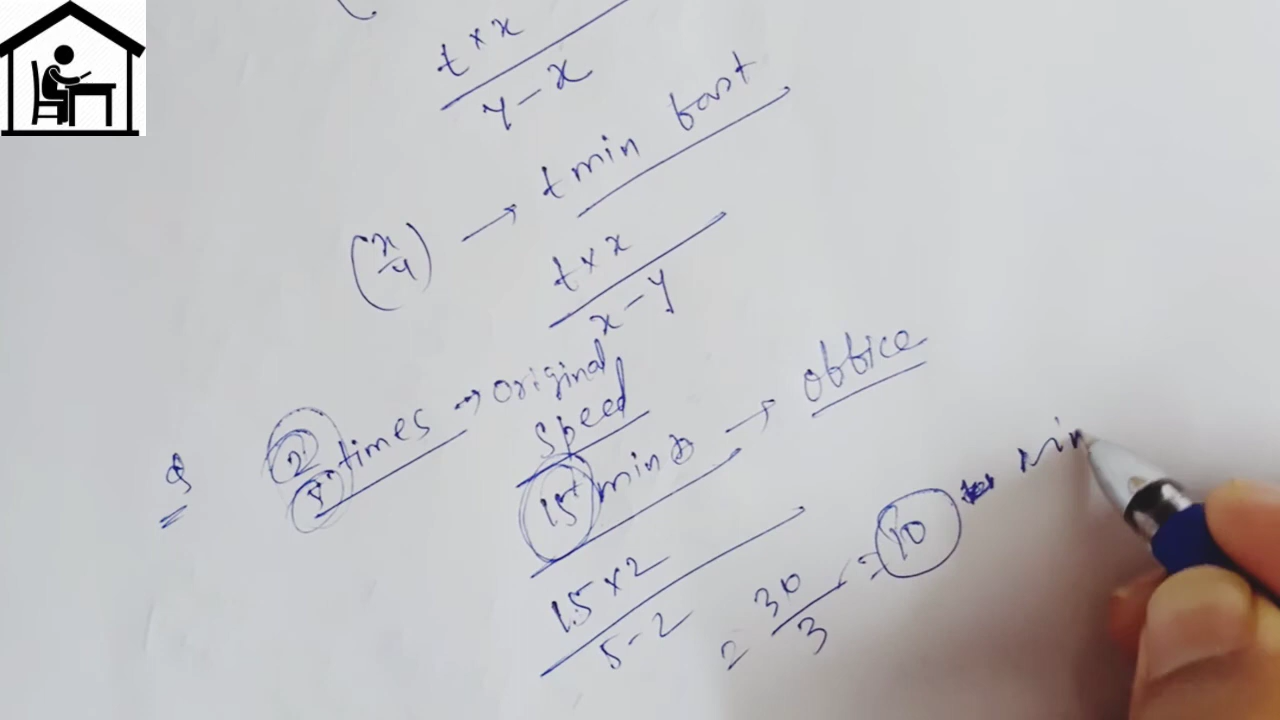 t × x
y - x
(x/y) → t min fast
t × x
x - y
Q 2/5 times → original
speed
15 min → office
15 × 2
5 - 2
= 30/3 = 10 min